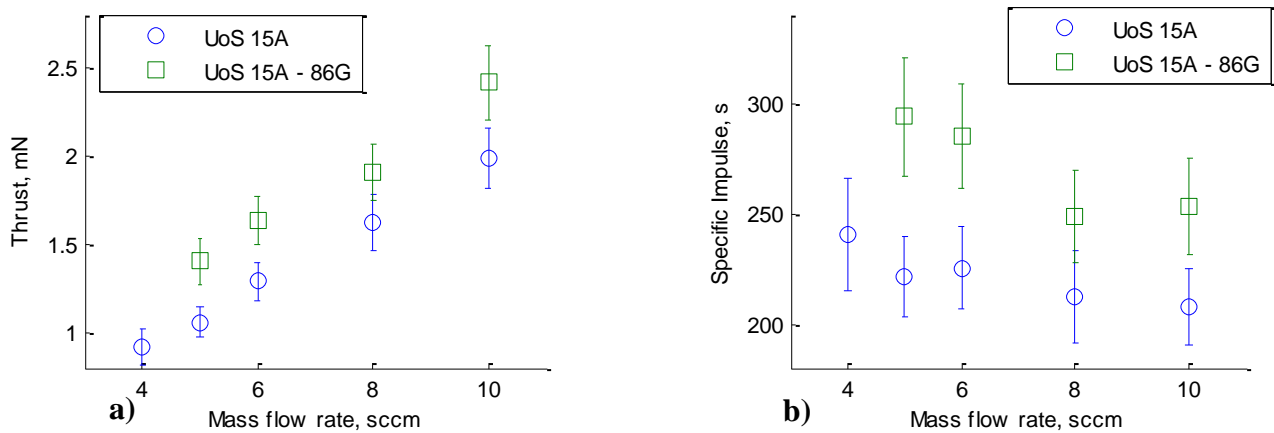 UoS 15A
UoS 15A - 86G
2.5
2
1.5
1
Thrust, mN
4 6 8 10
a)
Mass flow rate, sccm
UoS 15A
UoS 15A - 86G
300
250
200
Specific Impulse, s
4 6 8 10
b)
Mass flow rate, sccm